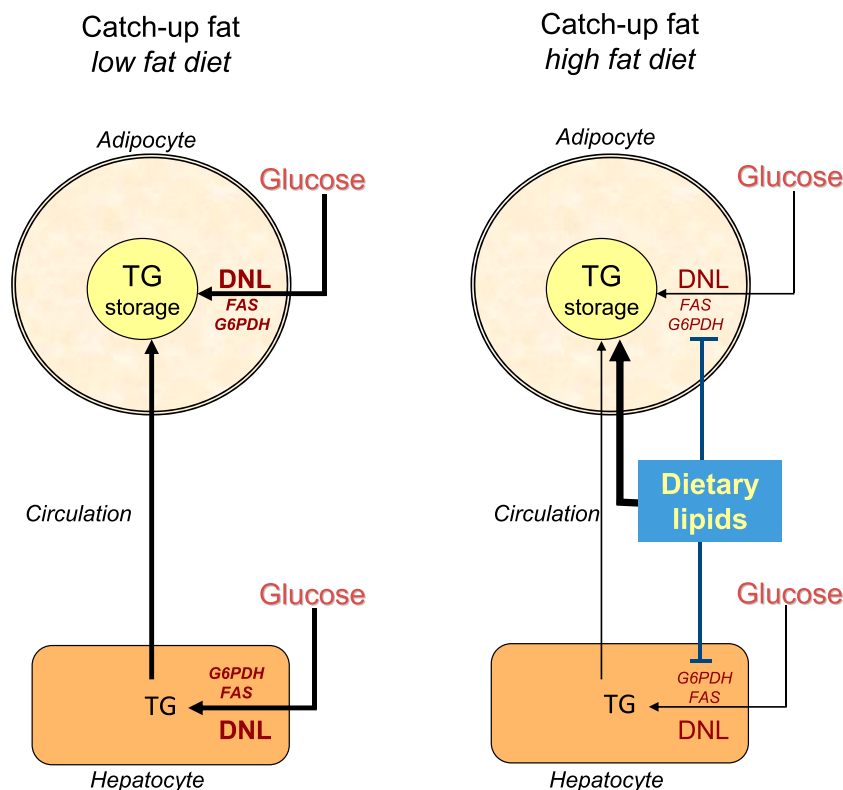 Catch-up fat
low fat diet
Adipocyte
Glucose
TG
storage
DNL
FAS
G6PDH
Circulation
Glucose
G6PDH
FAS
TG
DNL
Hepatocyte
Catch-up fat
high fat diet
Adipocyte
Glucose
TG
storage
DNL
FAS
G6PDH
Dietary
lipids
Circulation
Glucose
G6PDH
FAS
TG
DNL
Hepatocyte